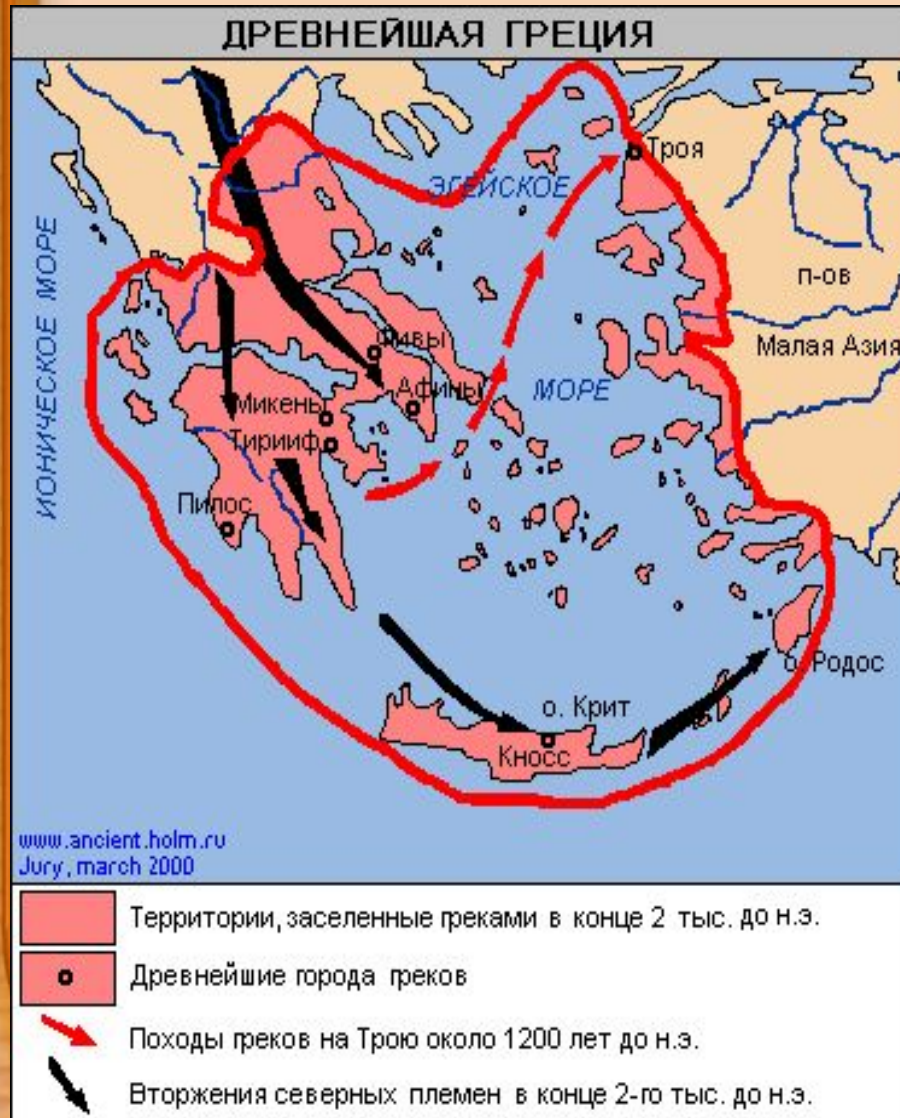 ДРЕВНЕЙШАЯ ГРЕЦИЯ
Троя
ЭГЕЙСКОЕ
ИОНИЧЕСКОЕ МОРЕ
п-ов
Малая Азия
Фивы
Афины
МОРЕ
Микены
Тирииф
Пилос
о. Родос
о. Крит
Кносс
www.ancient.holm.ru
Jury, march 2000
Территории, заселенные греками в конце 2 тыс. до н.э.
Древнейшие города греков
Походы греков на Трою около 1200 лет до н.э.
Вторжения северных племен в конце 2-го тыс. до н.э.